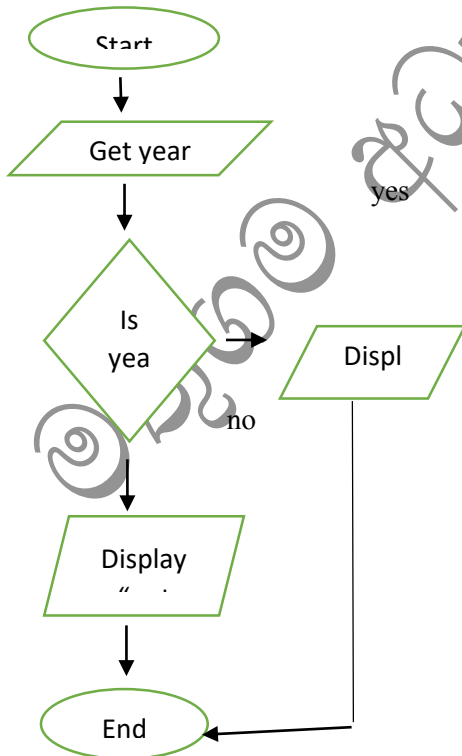 Start
Get year
yes
Is
yea
Displ
no
Display
End